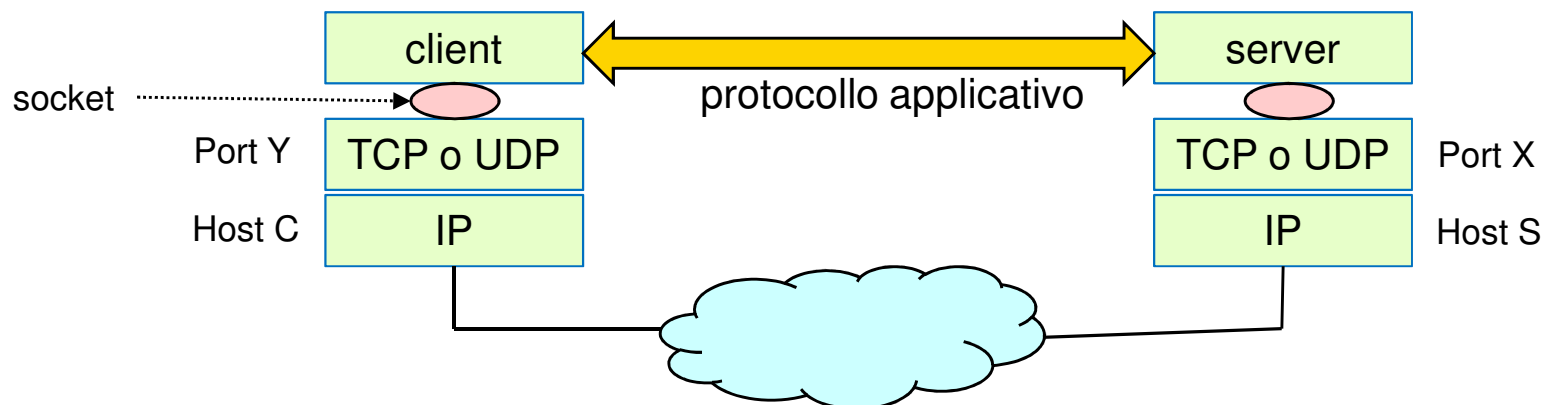 client
server
socket
protocollo applicativo
Port Y
TCP o UDP
TCP o UDP
Port X
Host C
IP
IP
Host S